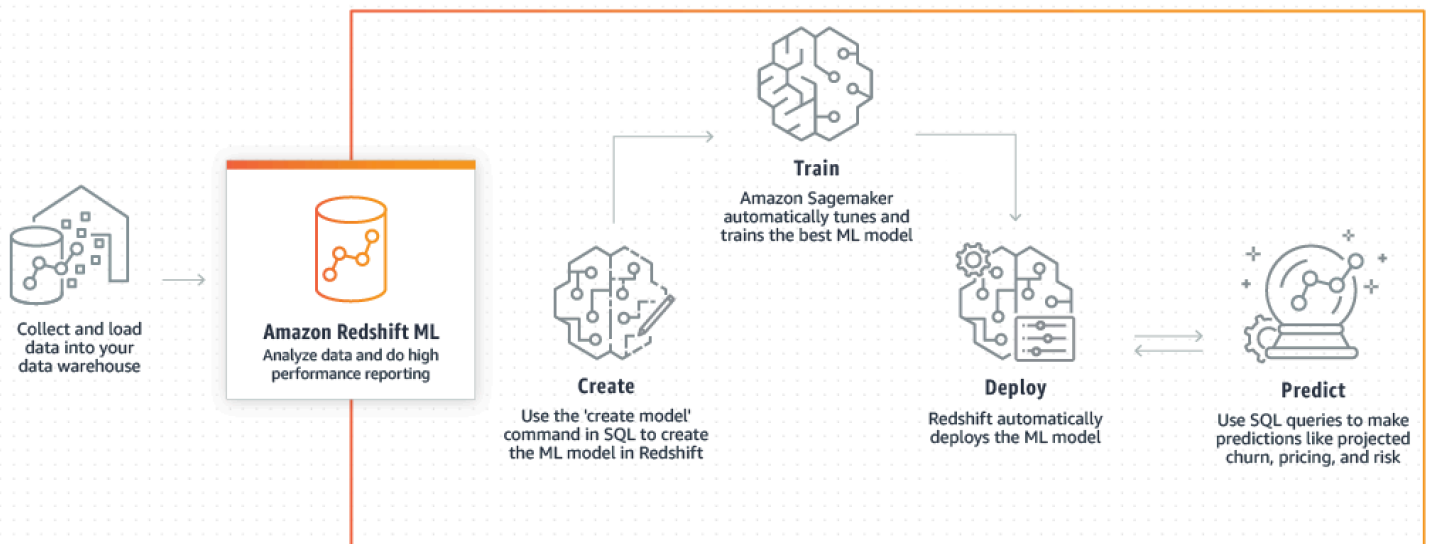 Collect and load
data into your
data warehouse
Amazon Redshift ML
Analyze data and do high
performance reporting
Create
Use the 'create model'
command in SQL to create
the ML model in Redshift
Train
Amazon Sagemaker
automatically tunes and
trains the best ML model
Deploy
Redshift automatically
deploys the ML model
Predict
Use SQL queries to make
predictions like projected
churn, pricing, and risk